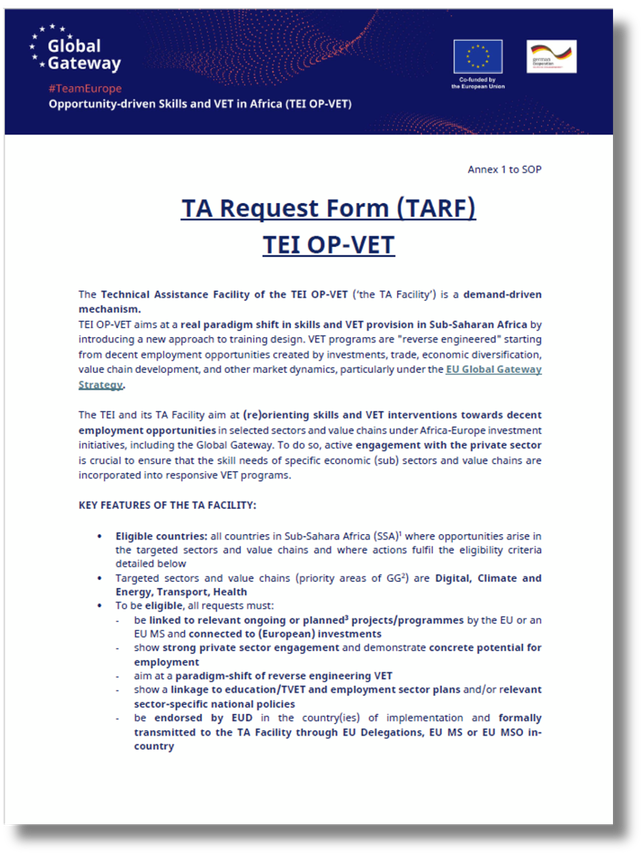 Global
Gateway
#TeamEurope
Opportunity-driven Skills and VET in Africa (TEI OP-VET)
Co-funded by
the European Union
german
cooperation
Annex 1 to SOP
TA Request Form (TARF)
TEI OP-VET
The Technical Assistance Facility of the TEI OP-VET (‘the TA Facility’) is a demand-driven
mechanism.
TEI OP-VET aims at a real paradigm shift in skills and VET provision in Sub-Saharan Africa by
introducing a new approach to training design. VET programs are "reverse engineered" starting
from decent employment opportunities created by investments, trade, economic diversification,
value chain development, and other market dynamics, particularly under the EU Global Gateway
Strategy.
The TEI and its TA Facility aim at (re)orienting skills and VET interventions towards decent
employment opportunities in selected sectors and value chains under Africa-Europe investment
initiatives, including the Global Gateway. To do so, active engagement with the private sector
is crucial to ensure that the skill needs of specific economic (sub) sectors and value chains are
incorporated into responsive VET programs.
KEY FEATURES OF THE TA FACILITY:
• Eligible countries: all countries in Sub-Sahara Africa (SSA)¹ where opportunities arise in
the targeted sectors and value chains and where actions fulfil the eligibility criteria
detailed below
• Targeted sectors and value chains (priority areas of GG²) are Digital, Climate and
Energy, Transport, Health
• To be eligible, all requests must:
- be linked to relevant ongoing or planned³ projects/programmes by the EU or an
EU MS and connected to (European) investments
- show strong private sector engagement and demonstrate concrete potential for
employment
- aim at a paradigm-shift of reverse engineering VET
- show a linkage to education/TVET and employment sector plans and/or relevant
sector-specific national policies
- be endorsed by EUD in the country(ies) of implementation and formally
transmitted to the TA Facility through EU Delegations, EU MS or EU MSO in-
country